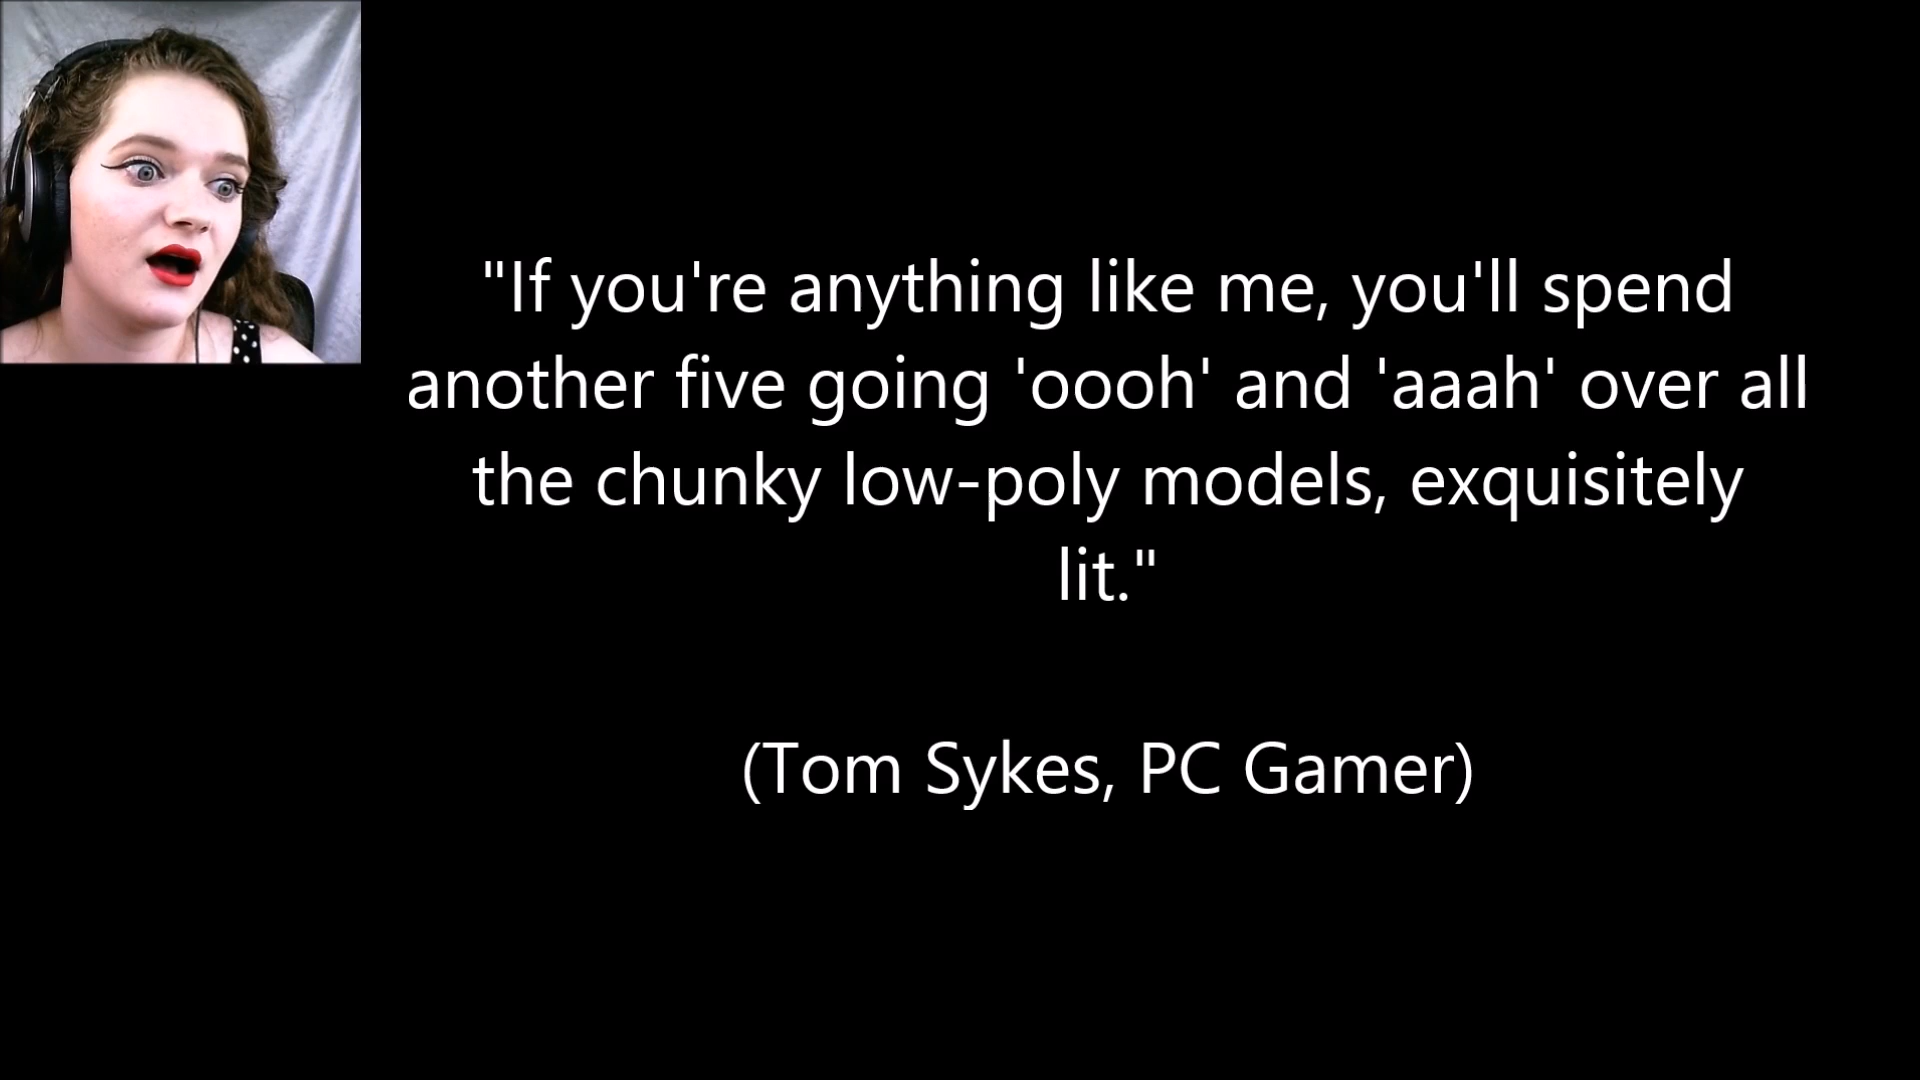 "If you're anything like me, you'll spend
another five going 'oooh' and 'aaah' over all
the chunky low-poly models, exquisitely
lit."
(Tom Sykes, PC Gamer)